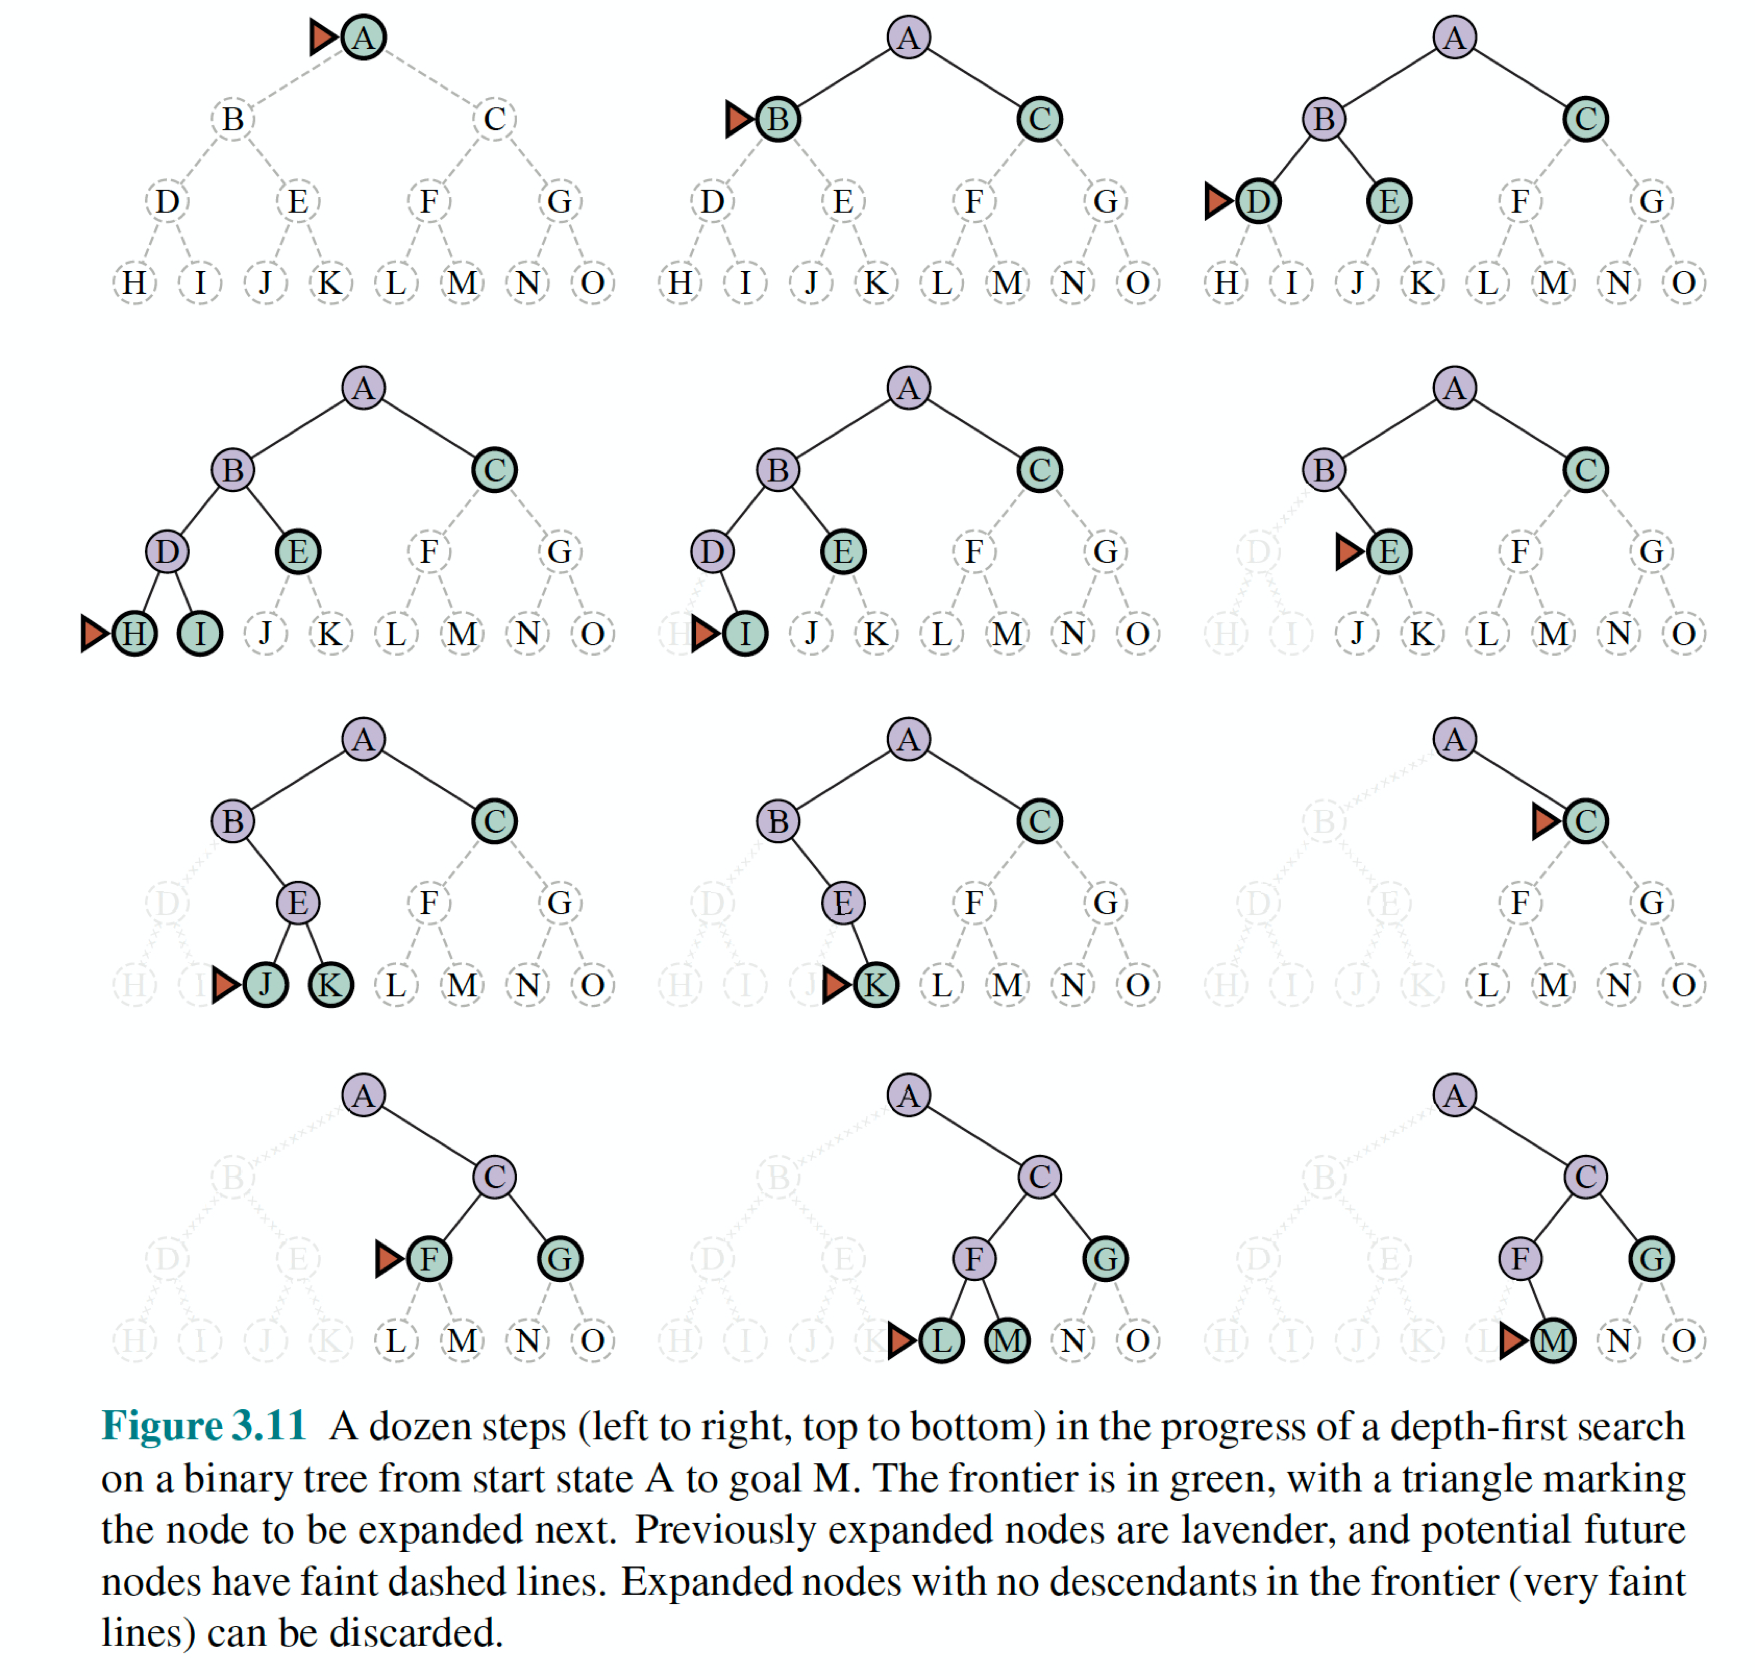 A A A
B C B C B C
D E F G D E F G D E F G
H I J K L M N O H I J K L M N O H I J K L M N O
A A A
B C B C B C
D E F G D E F G D E F G
H I J K L M N O H I J K L M N O H I J K L M N O
A A A
B C B C B C
D E F G D E F G D E F G
H I J K L M N O H I J K L M N O H I J K L M N O
A A A
B C B C B C
D E F G D E F G D E F G
H I J K L M N O H I J K L M N O H I J K L M N O
Figure 3.11 A dozen steps (left to right, top to bottom) in the progress of a depth-first search
on a binary tree from start state A to goal M. The frontier is in green, with a triangle marking
the node to be expanded next. Previously expanded nodes are lavender, and potential future
nodes have faint dashed lines. Expanded nodes with no descendants in the frontier (very faint
lines) can be discarded.